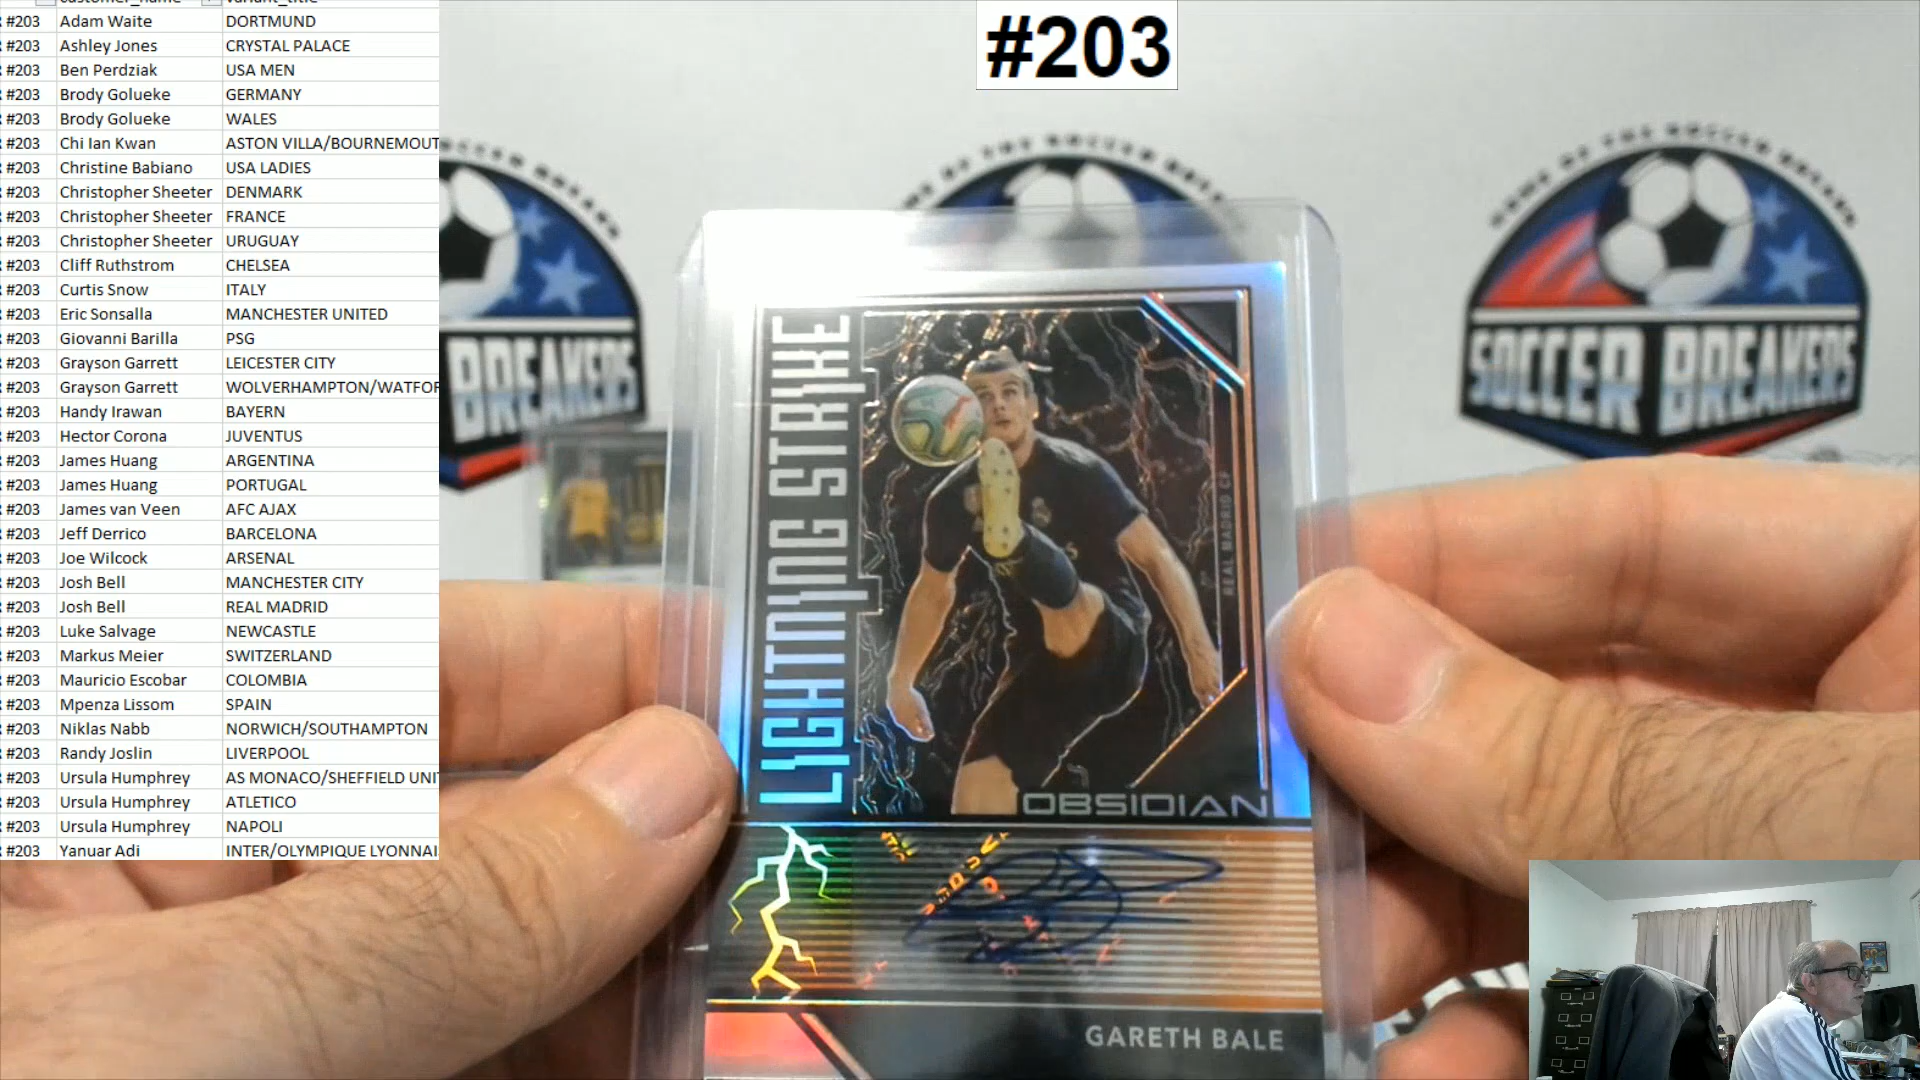 customer_name variant_title
#203 Adam Waite DORTMUND
#203 Ashley Jones CRYSTAL PALACE
#203 Ben Perdziak USA MEN
#203 Brody Golueke GERMANY
#203 Brody Golueke WALES
#203 Chi Ian Kwan ASTON VILLA/BOURNEMOUT
#203 Christine Babiano USA LADIES
#203 Christopher Sheeter DENMARK
#203 Christopher Sheeter FRANCE
#203 Christopher Sheeter URUGUAY
#203 Cliff Ruthstrom CHELSEA
#203 Curtis Snow ITALY
#203 Eric Sonsalla MANCHESTER UNITED
#203 Giovanni Barilla PSG
#203 Grayson Garrett LEICESTER CITY
#203 Grayson Garrett WOLVERHAMPTON/WATFOR
#203 Handy Irawan BAYERN
#203 Hector Corona JUVENTUS
#203 James Huang ARGENTINA
#203 James Huang PORTUGAL
#203 James van Veen AFC AJAX
#203 Jeff Derrico BARCELONA
#203 Joe Wilcock ARSENAL
#203 Josh Bell MANCHESTER CITY
#203 Josh Bell REAL MADRID
#203 Luke Salvage NEWCASTLE
#203 Markus Meier SWITZERLAND
#203 Mauricio Escobar COLOMBIA
#203 Mpenza Lissom SPAIN
#203 Niklas Nabb NORWICH/SOUTHAMPTON
#203 Randy Joslin LIVERPOOL
#203 Ursula Humphrey AS MONACO/SHEFFIELD UNI
#203 Ursula Humphrey ATLETICO
#203 Ursula Humphrey NAPOLI
#203 Yanuar Adi INTER/OLYMPIQUE LYONNAI
#203
BREAKERS
SOCCER BREAKERS
LIGHTNING STRIKE
REAL MADRID CF
OBSIDIAN
GARETH BALE